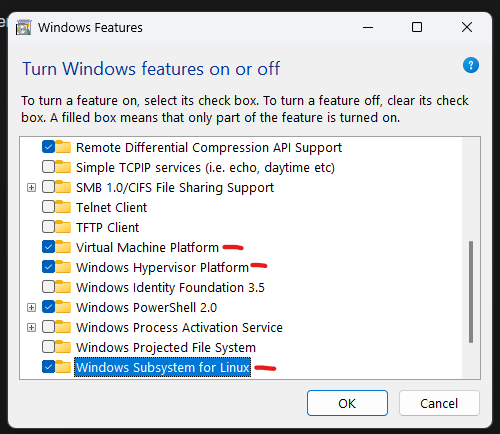 Windows Features
Turn Windows features on or off
To turn a feature on, select its check box. To turn a feature off, clear its check
box. A filled box means that only part of the feature is turned on.
Remote Differential Compression API Support
Simple TCPIP services (i.e. echo, daytime etc)
SMB 1.0/CIFS File Sharing Support
Telnet Client
TFTP Client
Virtual Machine Platform
Windows Hypervisor Platform
Windows Identity Foundation 3.5
Windows PowerShell 2.0
Windows Process Activation Service
Windows Projected File System
Windows Subsystem for Linux
OK Cancel